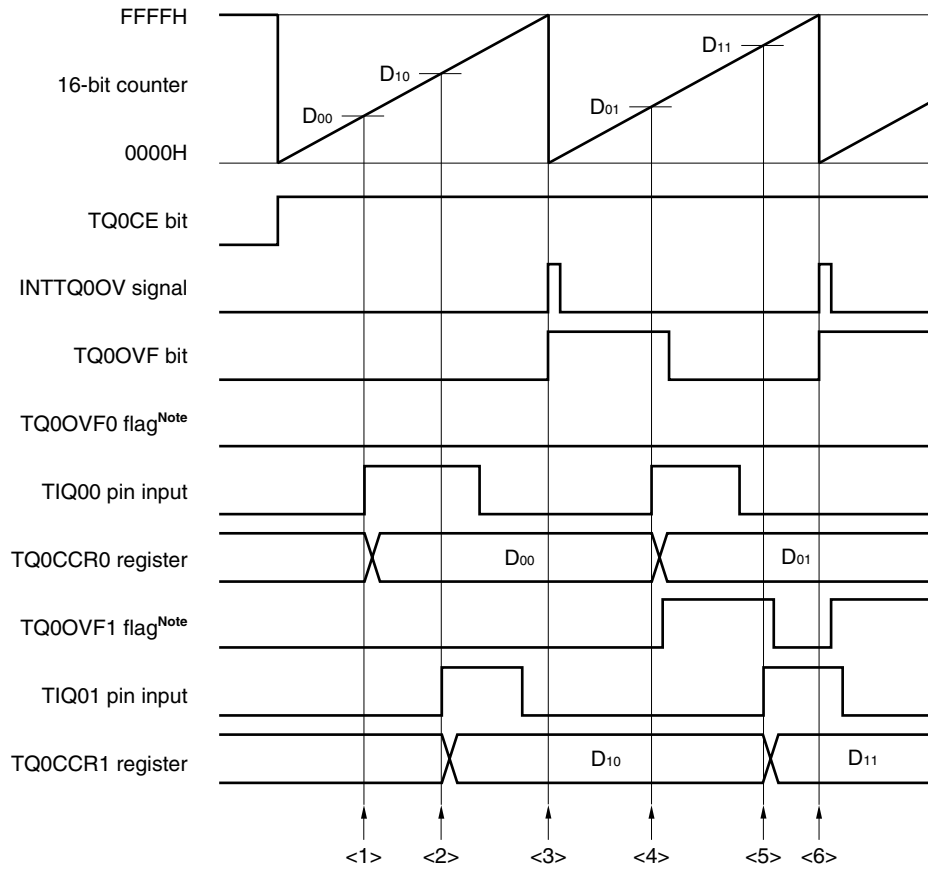 FFFFH
D11
D10
16-bit counter
D01
D00
0000H
TQ0CE bit
INTTQ0OV signal
TQ0OVF bit
TQ0OVF0 flagNote
TIQ00 pin input
TQ0CCR0 register
D00
D01
TQ0OVF1 flagNote
TIQ01 pin input
TQ0CCR1 register
D10
D11
<1> <2> <3> <4> <5> <6>